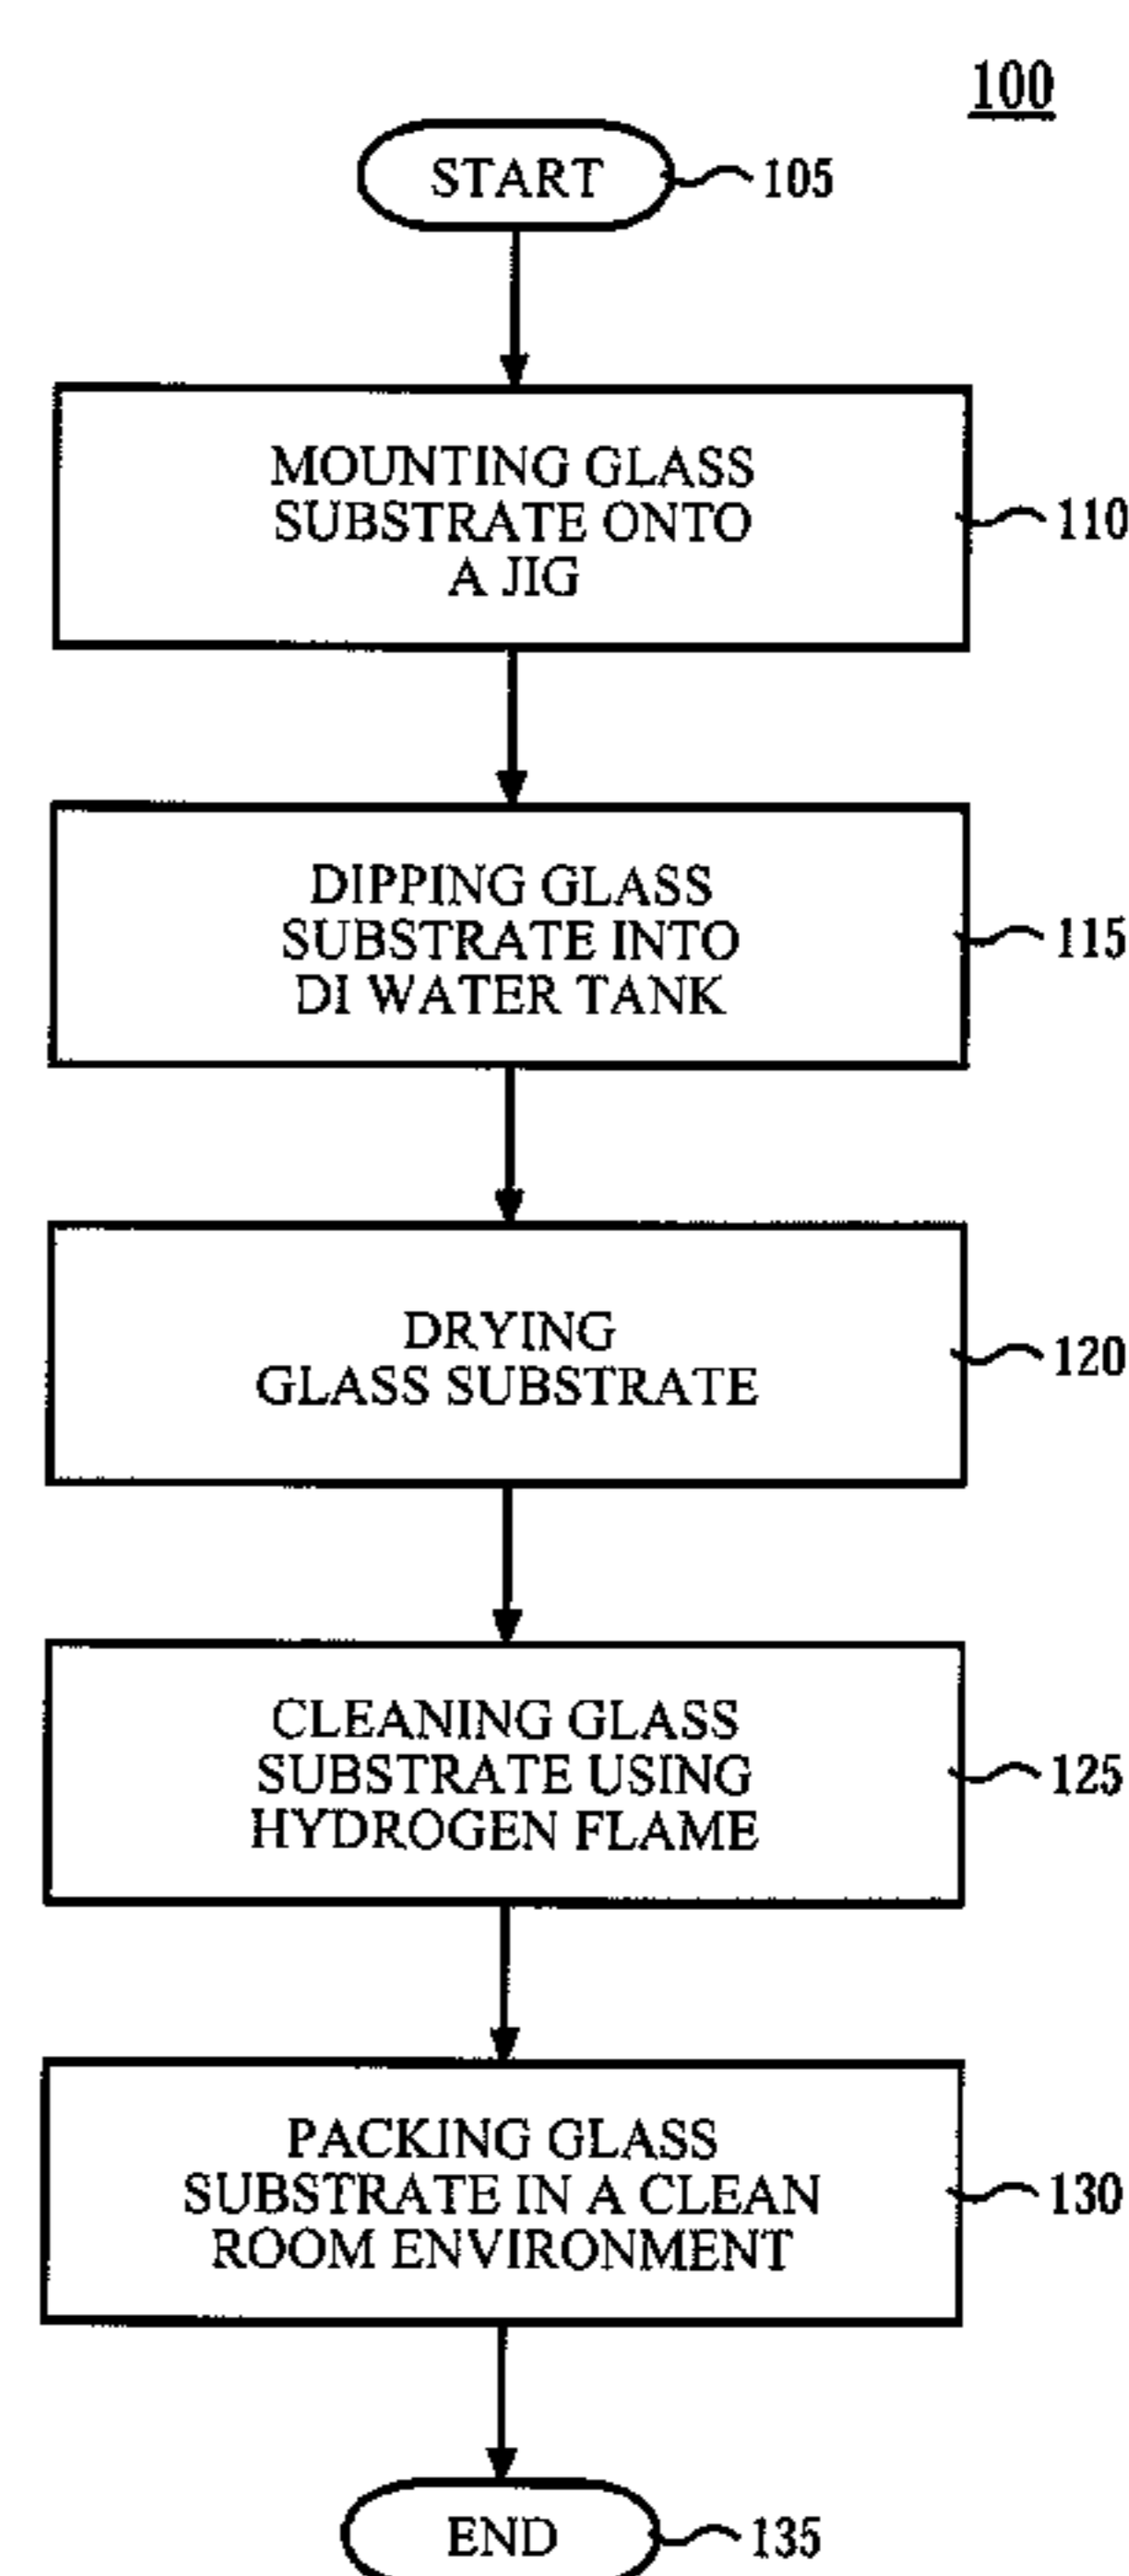 100
START
105
MOUNTING GLASS
SUBSTRATE ONTO
A JIG
110
DIPPING GLASS
SUBSTRATE INTO
DI WATER TANK
115
DRYING
GLASS SUBSTRATE
120
CLEANING GLASS
SUBSTRATE USING
HYDROGEN FLAME
125
PACKING GLASS
SUBSTRATE IN A CLEAN
ROOM ENVIRONMENT
130
END
135